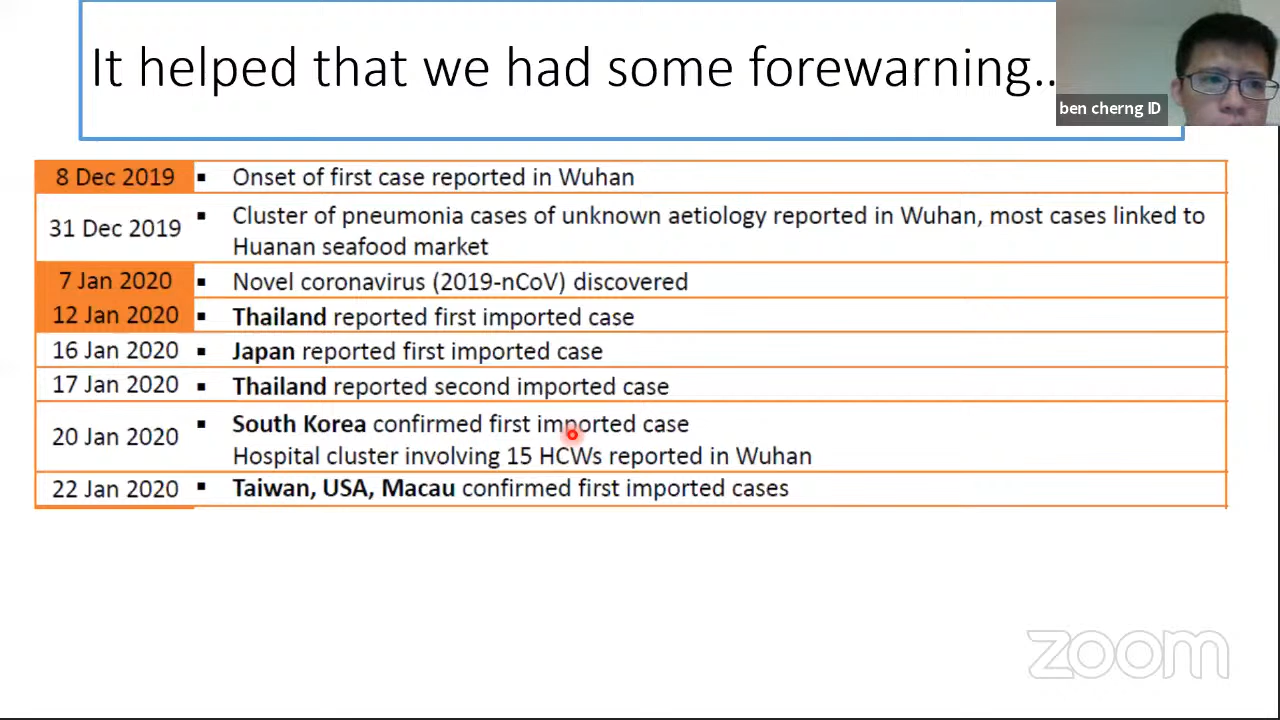 It helped that we had some forewarning..
ben cherng ID
8 Dec 2019 ▪ Onset of first case reported in Wuhan
31 Dec 2019 ▪ Cluster of pneumonia cases of unknown aetiology reported in Wuhan, most cases linked to
Huanan seafood market
7 Jan 2020 ▪ Novel coronavirus (2019-nCoV) discovered
12 Jan 2020 ▪ Thailand reported first imported case
16 Jan 2020 ▪ Japan reported first imported case
17 Jan 2020 ▪ Thailand reported second imported case
20 Jan 2020 ▪ South Korea confirmed first imported case
Hospital cluster involving 15 HCWs reported in Wuhan
22 Jan 2020 ▪ Taiwan, USA, Macau confirmed first imported cases
zoom